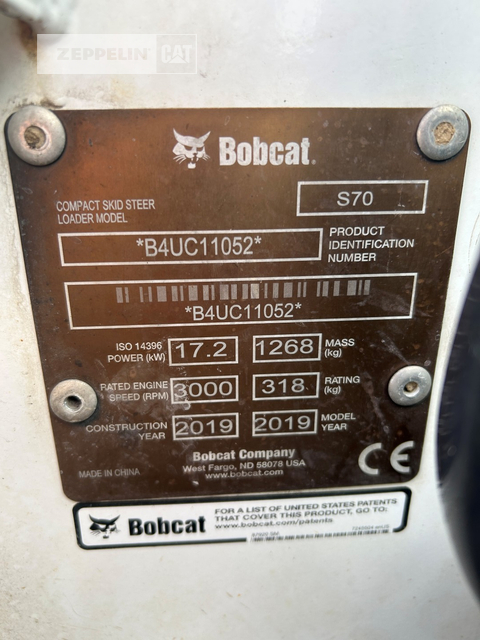 ZEPPELIN CAT
Bobcat.
COMPACT SKID STEER
LOADER MODEL
S70
*B4UC11052*
PRODUCT
IDENTIFICATION
NUMBER
*B4UC11052*
ISO 14396
POWER (kW)
17.2
1268
MASS
(kg)
RATED ENGINE
SPEED (RPM)
3000
318
RATING
(kg)
CONSTRUCTION
YEAR
2019
2019
MODEL
YEAR
Bobcat Company
West Fargo, ND 58078 USA
www.bobcat.com
MADE IN CHINA
CE
Bobcat
FOR A LIST OF UNITED STATES PATENTS
THAT COVER THIS PRODUCT, GO TO:
www.bobcat.com/patents